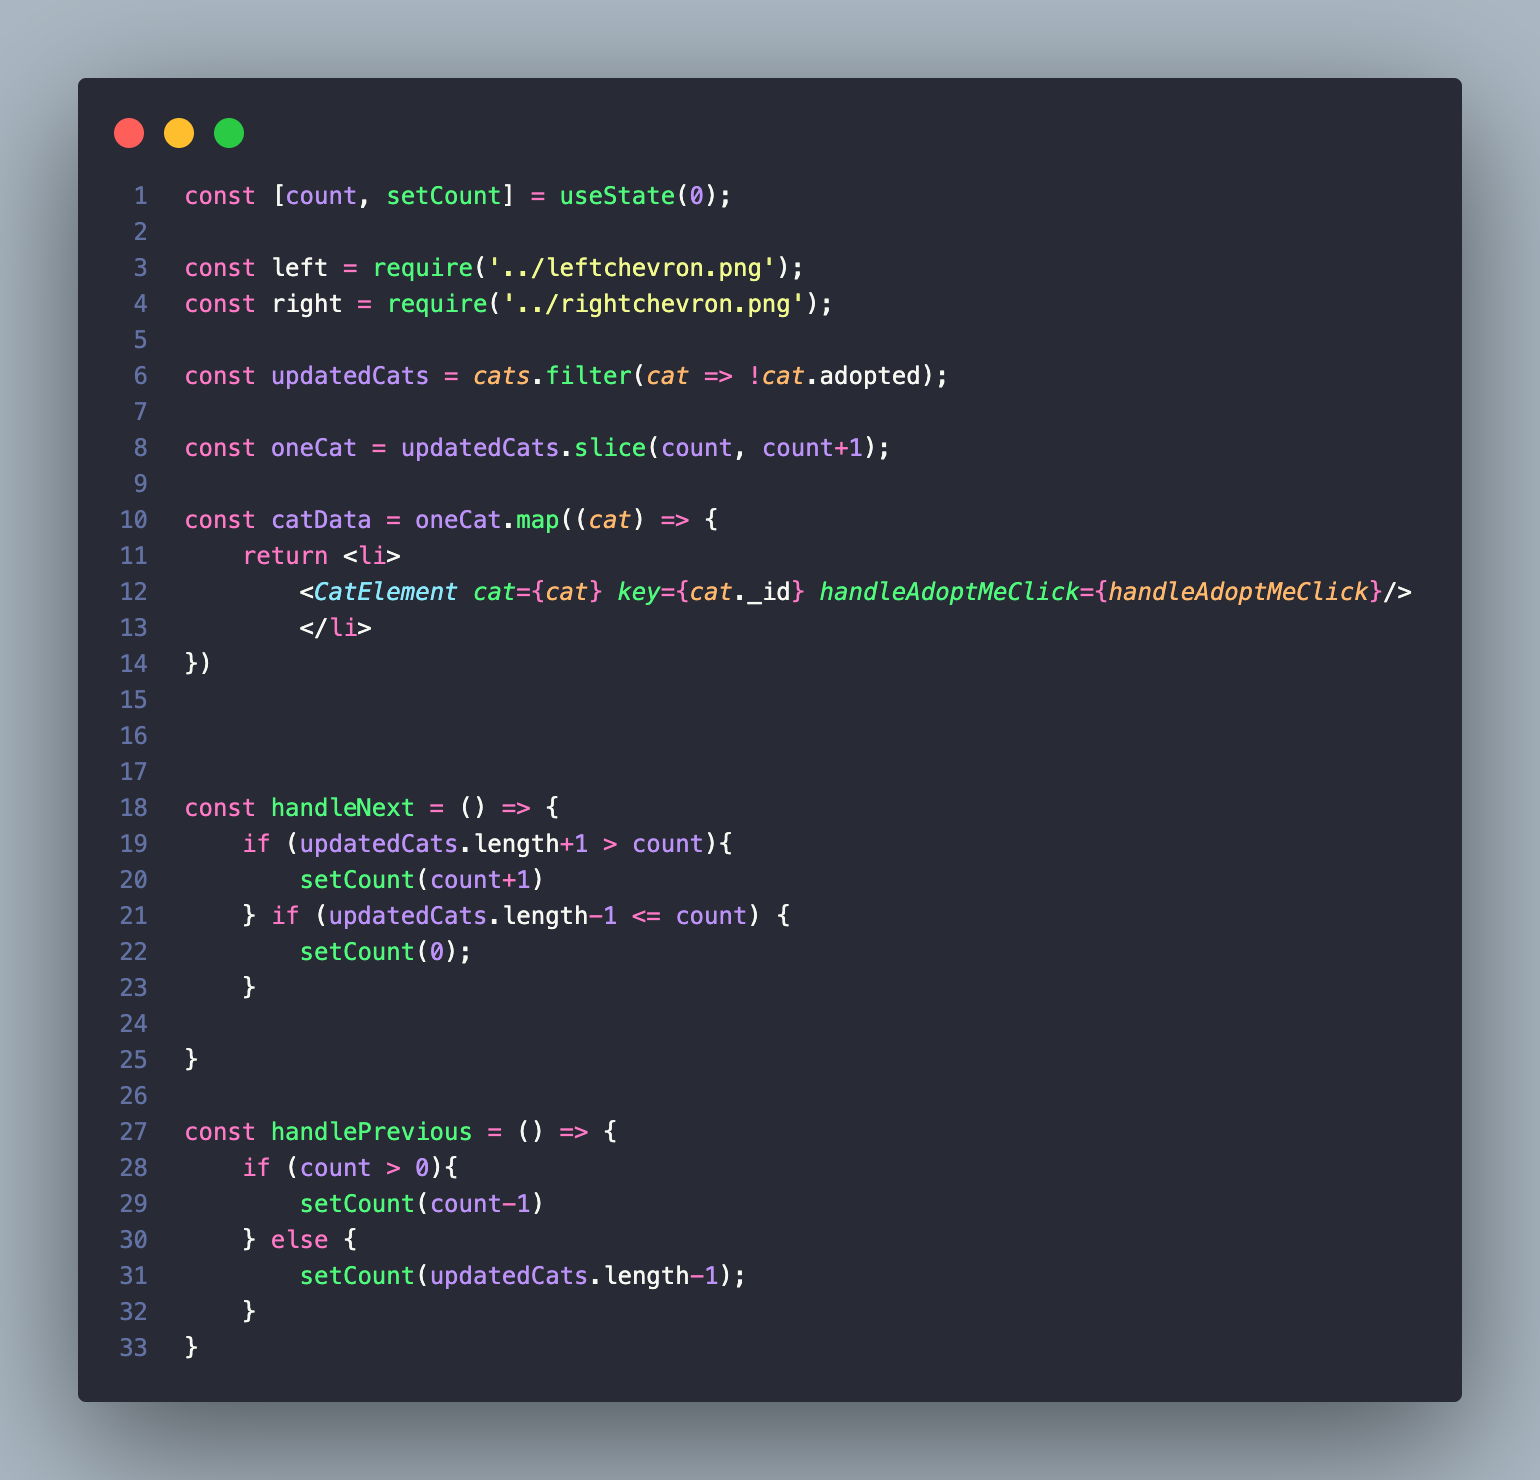 1 const [count, setCount] = useState(0);
2
3 const left = require('../leftchevron.png');
4 const right = require('../rightchevron.png');
5
6 const updatedCats = cats.filter(cat => !cat.adopted);
7
8 const oneCat = updatedCats.slice(count, count+1);
9
10 const catData = oneCat.map((cat) => {
11     return <li>
12         <CatElement cat={cat} key={cat._id} handleAdoptMeClick={handleAdoptMeClick}/>
13         </li>
14 })
15
16
17
18 const handleNext = () => {
19     if (updatedCats.length+1 > count){
20         setCount(count+1)
21     } if (updatedCats.length-1 <= count) {
22         setCount(0);
23     }
24
25 }
26
27 const handlePrevious = () => {
28     if (count > 0){
29         setCount(count-1)
30     } else {
31         setCount(updatedCats.length-1);
32     }
33 }